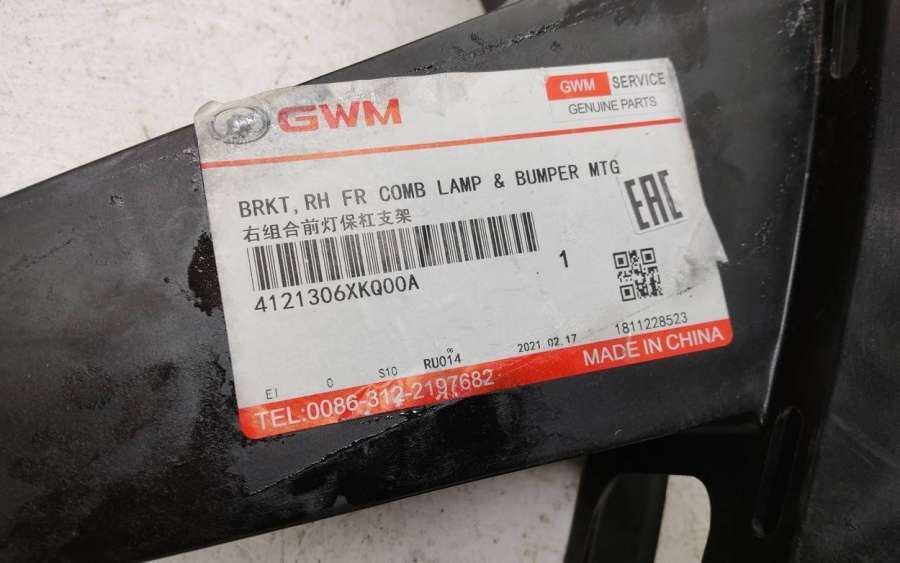 GWM
GWM SERVICE
GENUINE PARTS
BRKT, RH FR COMB LAMP & BUMPER MTG
右组合前灯保杠支架
EAC
4121306XKQ00A
1
1811228523
EI 0 S10 RU014 06 2021.02.17
TEL:0086-312-2197682 MADE IN CHINA